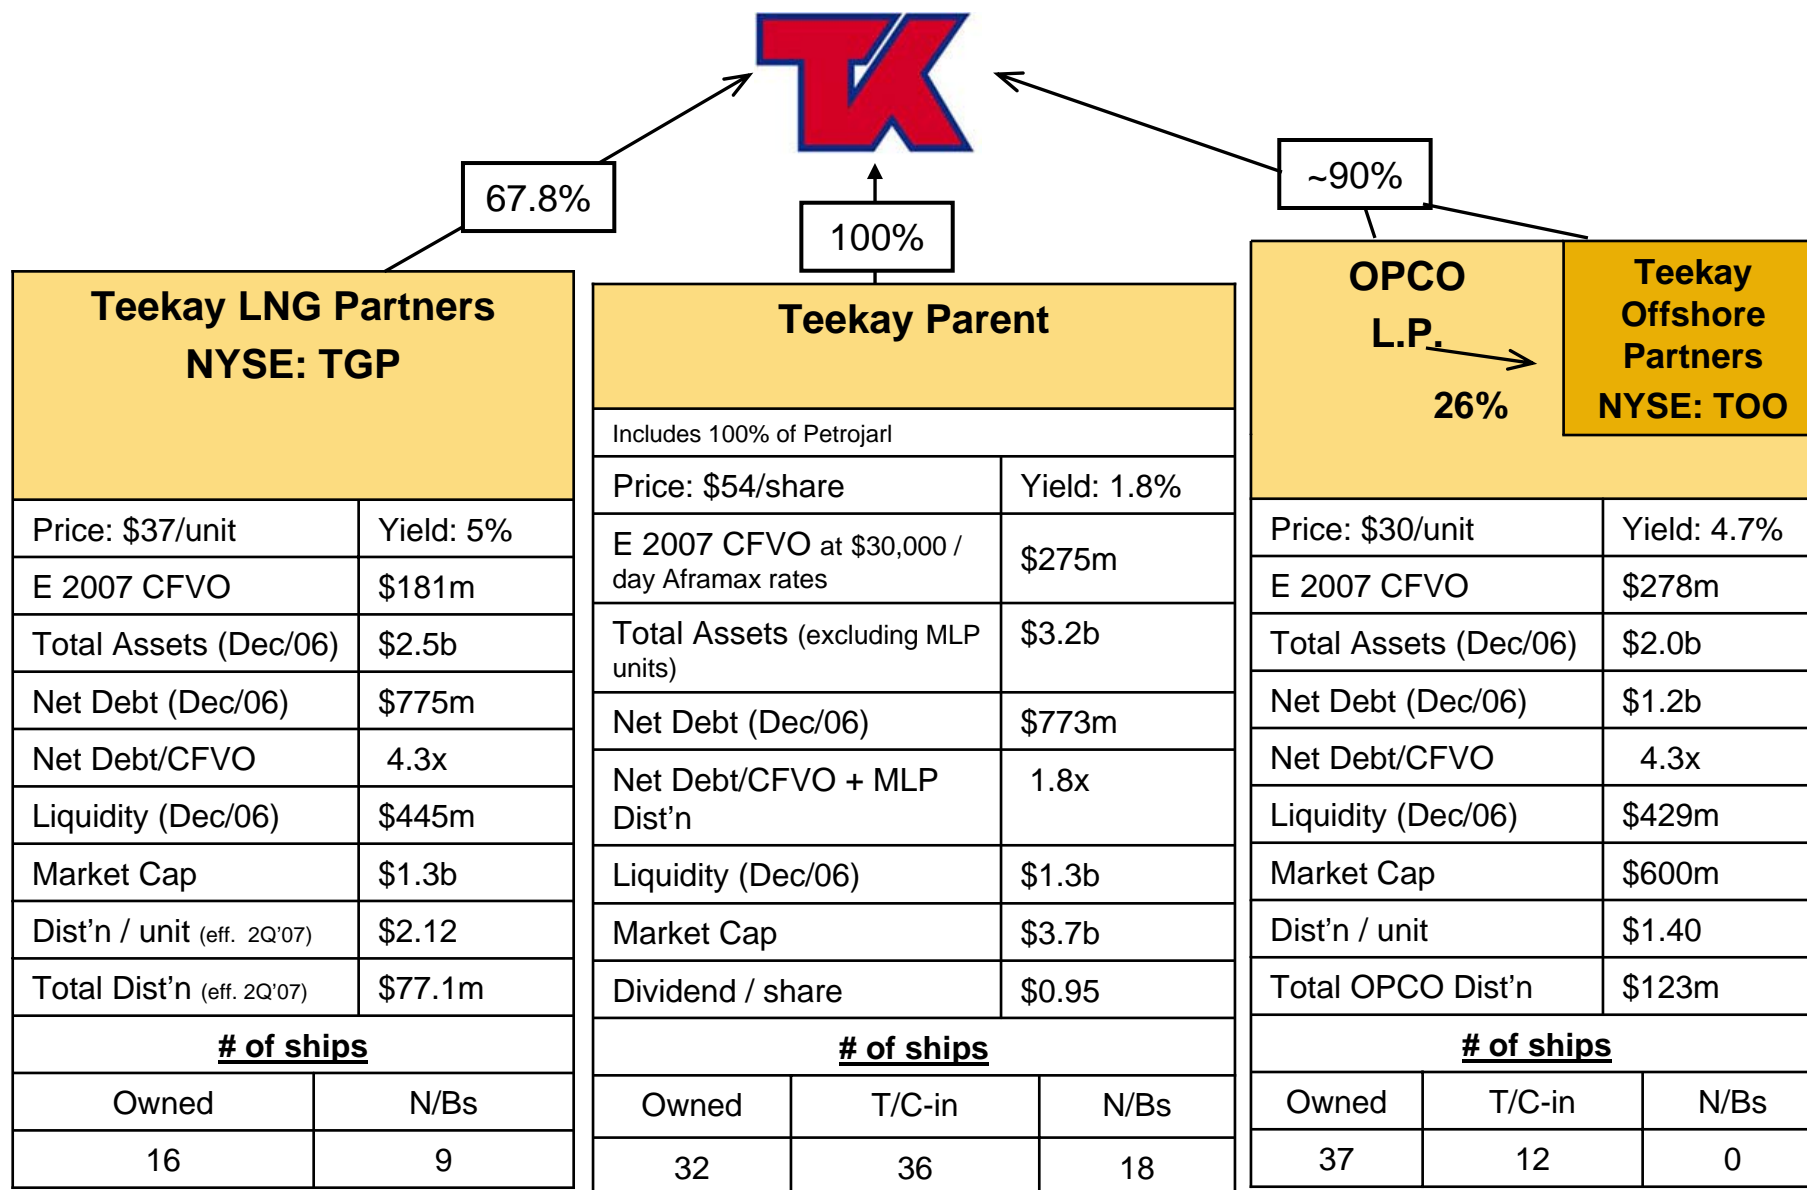 TK
67.8%
100%
~90%
Teekay LNG Partners
NYSE: TGP
Price: $37/unit Yield: 5%
E 2007 CFVO $181m
Total Assets (Dec/06) $2.5b
Net Debt (Dec/06) $775m
Net Debt/CFVO 4.3x
Liquidity (Dec/06) $445m
Market Cap $1.3b
Dist’n / unit (eff. 2Q’07) $2.12
Total Dist’n (eff. 2Q’07) $77.1m
# of ships
Owned N/Bs
16 9
Teekay Parent
Includes 100% of Petrojarl
Price: $54/share Yield: 1.8%
E 2007 CFVO at $30,000 /
day Aframax rates $275m
Total Assets (excluding MLP $3.2b
units)
Net Debt (Dec/06) $773m
Net Debt/CFVO + MLP 1.8x
Dist’n
Liquidity (Dec/06) $1.3b
Market Cap $3.7b
Dividend / share $0.95
# of ships
Owned T/C-in N/Bs
32 36 18
OPCO
L.P.
26%
Teekay
Offshore
Partners
NYSE: TOO
Price: $30/unit Yield: 4.7%
E 2007 CFVO $278m
Total Assets (Dec/06) $2.0b
Net Debt (Dec/06) $1.2b
Net Debt/CFVO 4.3x
Liquidity (Dec/06) $429m
Market Cap $600m
Dist’n / unit $1.40
Total OPCO Dist’n $123m
# of ships
Owned T/C-in N/Bs
37 12 0